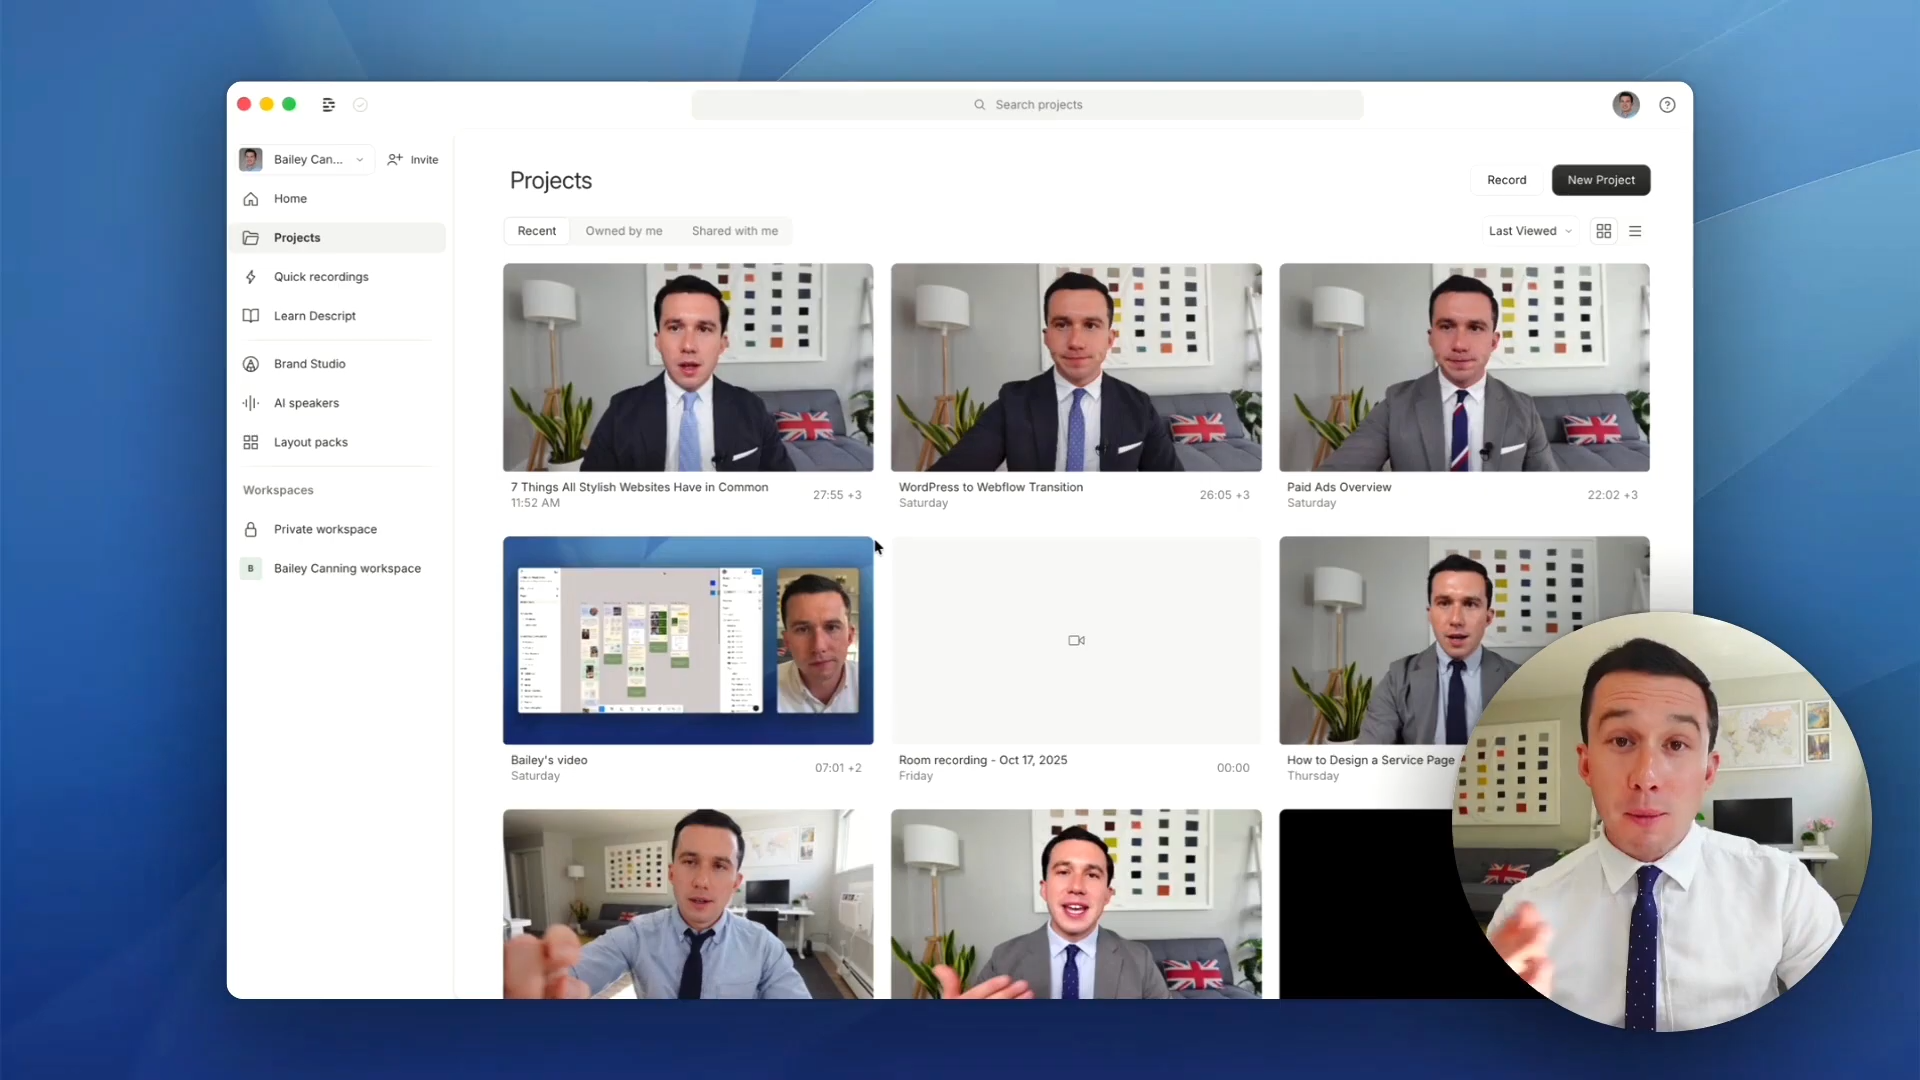 Search projects
Bailey Can...
Invite
Home
Projects
Quick recordings
Learn Descript
Brand Studio
AI speakers
Layout packs
Workspaces
Private workspace
B
Bailey Canning workspace
Projects
Record
New Project
Recent
Owned by me
Shared with me
Last Viewed
7 Things All Stylish Websites Have in Common
11:52 AM
27:55 +3
WordPress to Webflow Transition
Saturday
26:05 +3
Paid Ads Overview
Saturday
22:02 +3
Bailey's video
Saturday
07:01 +2
Room recording - Oct 17, 2025
Friday
00:00
How to Design a Service Page
Thursday